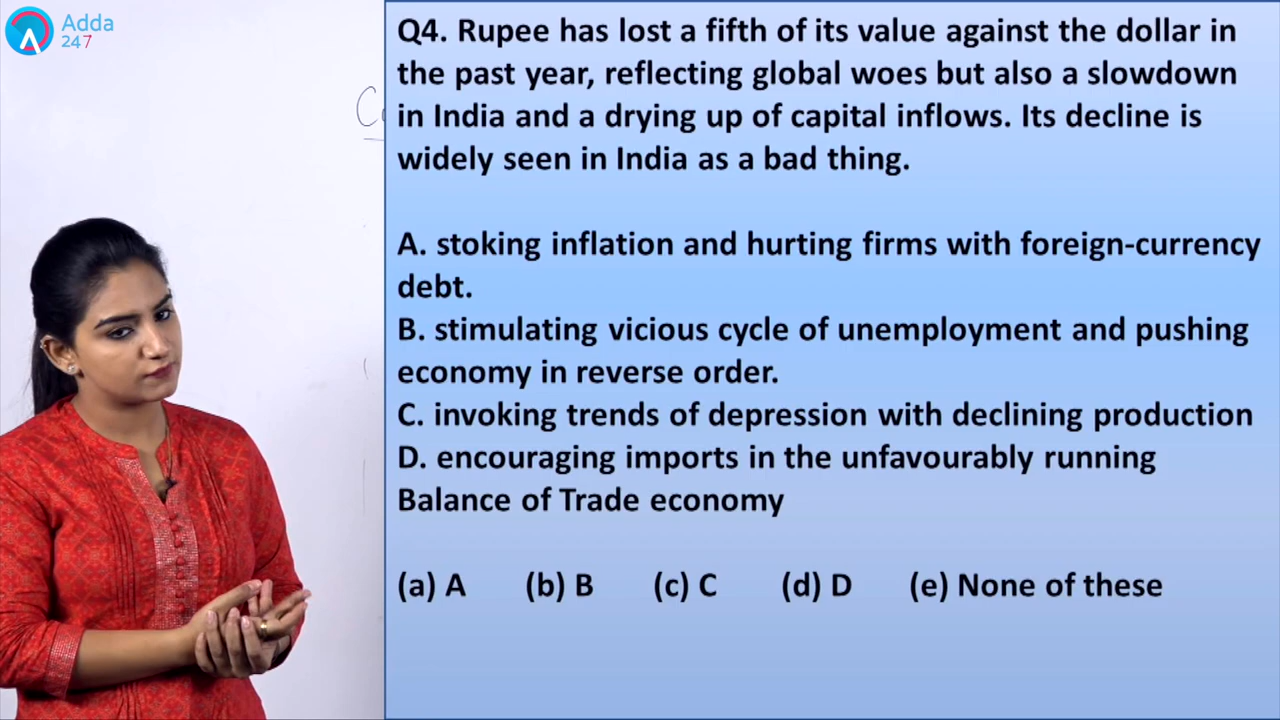 Adda
247
Q4. Rupee has lost a fifth of its value against the dollar in
the past year, reflecting global woes but also a slowdown
in India and a drying up of capital inflows. Its decline is
widely seen in India as a bad thing.
A. stoking inflation and hurting firms with foreign-currency
debt.
B. stimulating vicious cycle of unemployment and pushing
economy in reverse order.
C. invoking trends of depression with declining production
D. encouraging imports in the unfavourably running
Balance of Trade economy
(a) A (b) B (c) C (d) D (e) None of these